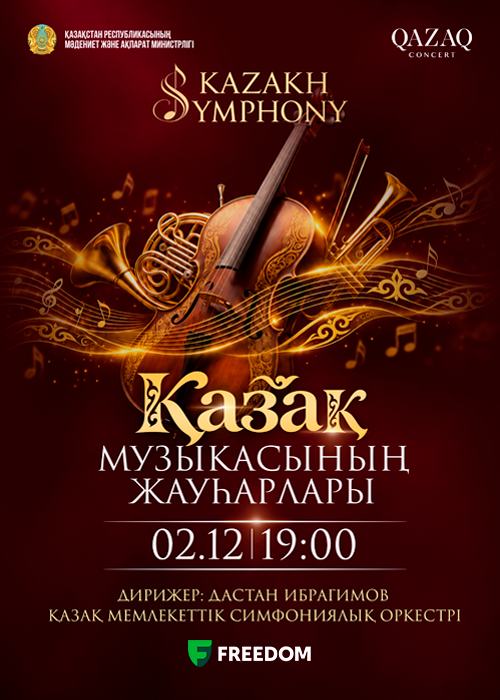 ҚАЗАҚСТАН РЕСПУБЛИКАСЫНЫҢ
МӘДЕНИЕТ ЖӘНЕ АҚПАРАТ МИНИСТРЛІГІ
QAZAQ
CONCERT
KAZAKH
SYMPHONY
Қазақ
МУЗЫКАСЫНЫҢ
ЖАУҺАРЛАРЫ
02.12 | 19:00
ДИРИЖЕР: ДАСТАН ИБРАГИМОВ
ҚАЗАҚ МЕМЛЕКЕТТІК СИМФОНИЯЛЫҚ ОРКЕСТРІ
FREEDOM